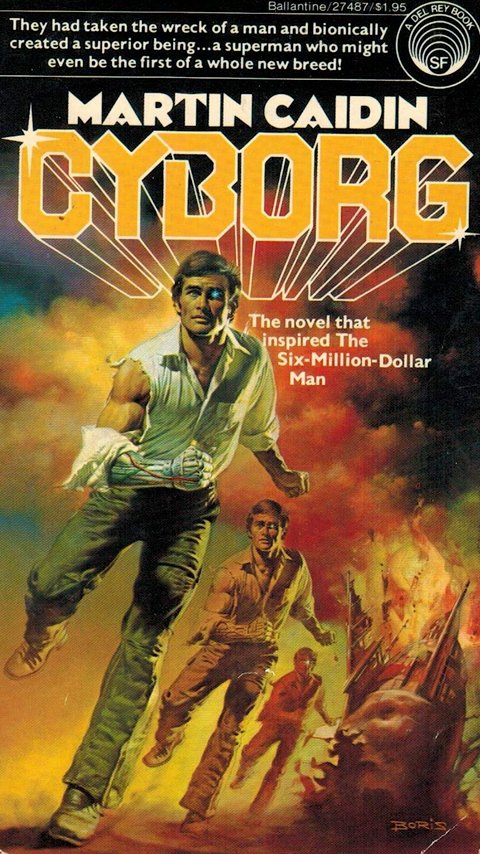 Ballantine/27487/$1.95
They had taken the wreck of a man and bionically
created a superior being...a superman who might
even be the first of a whole new breed!
A DEL REY BOOK
SF
MARTIN CAIDIN
CYBORG
The novel that
inspired The
Six-Million-Dollar
Man
BORIS